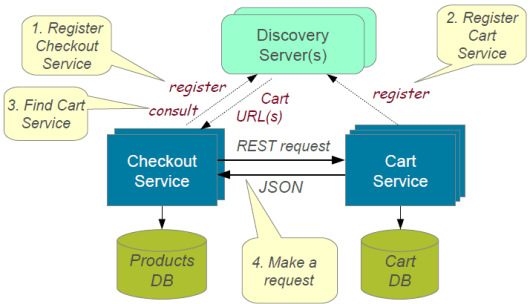 1. Register
Checkout
Service
Discovery
Server(s)
2. Register
Cart
Service
3. Find Cart
Service
register
consult
Cart
URL(s)
register
Checkout
Service
REST request
JSON
Cart
Service
Products
DB
4. Make a
request
Cart
DB